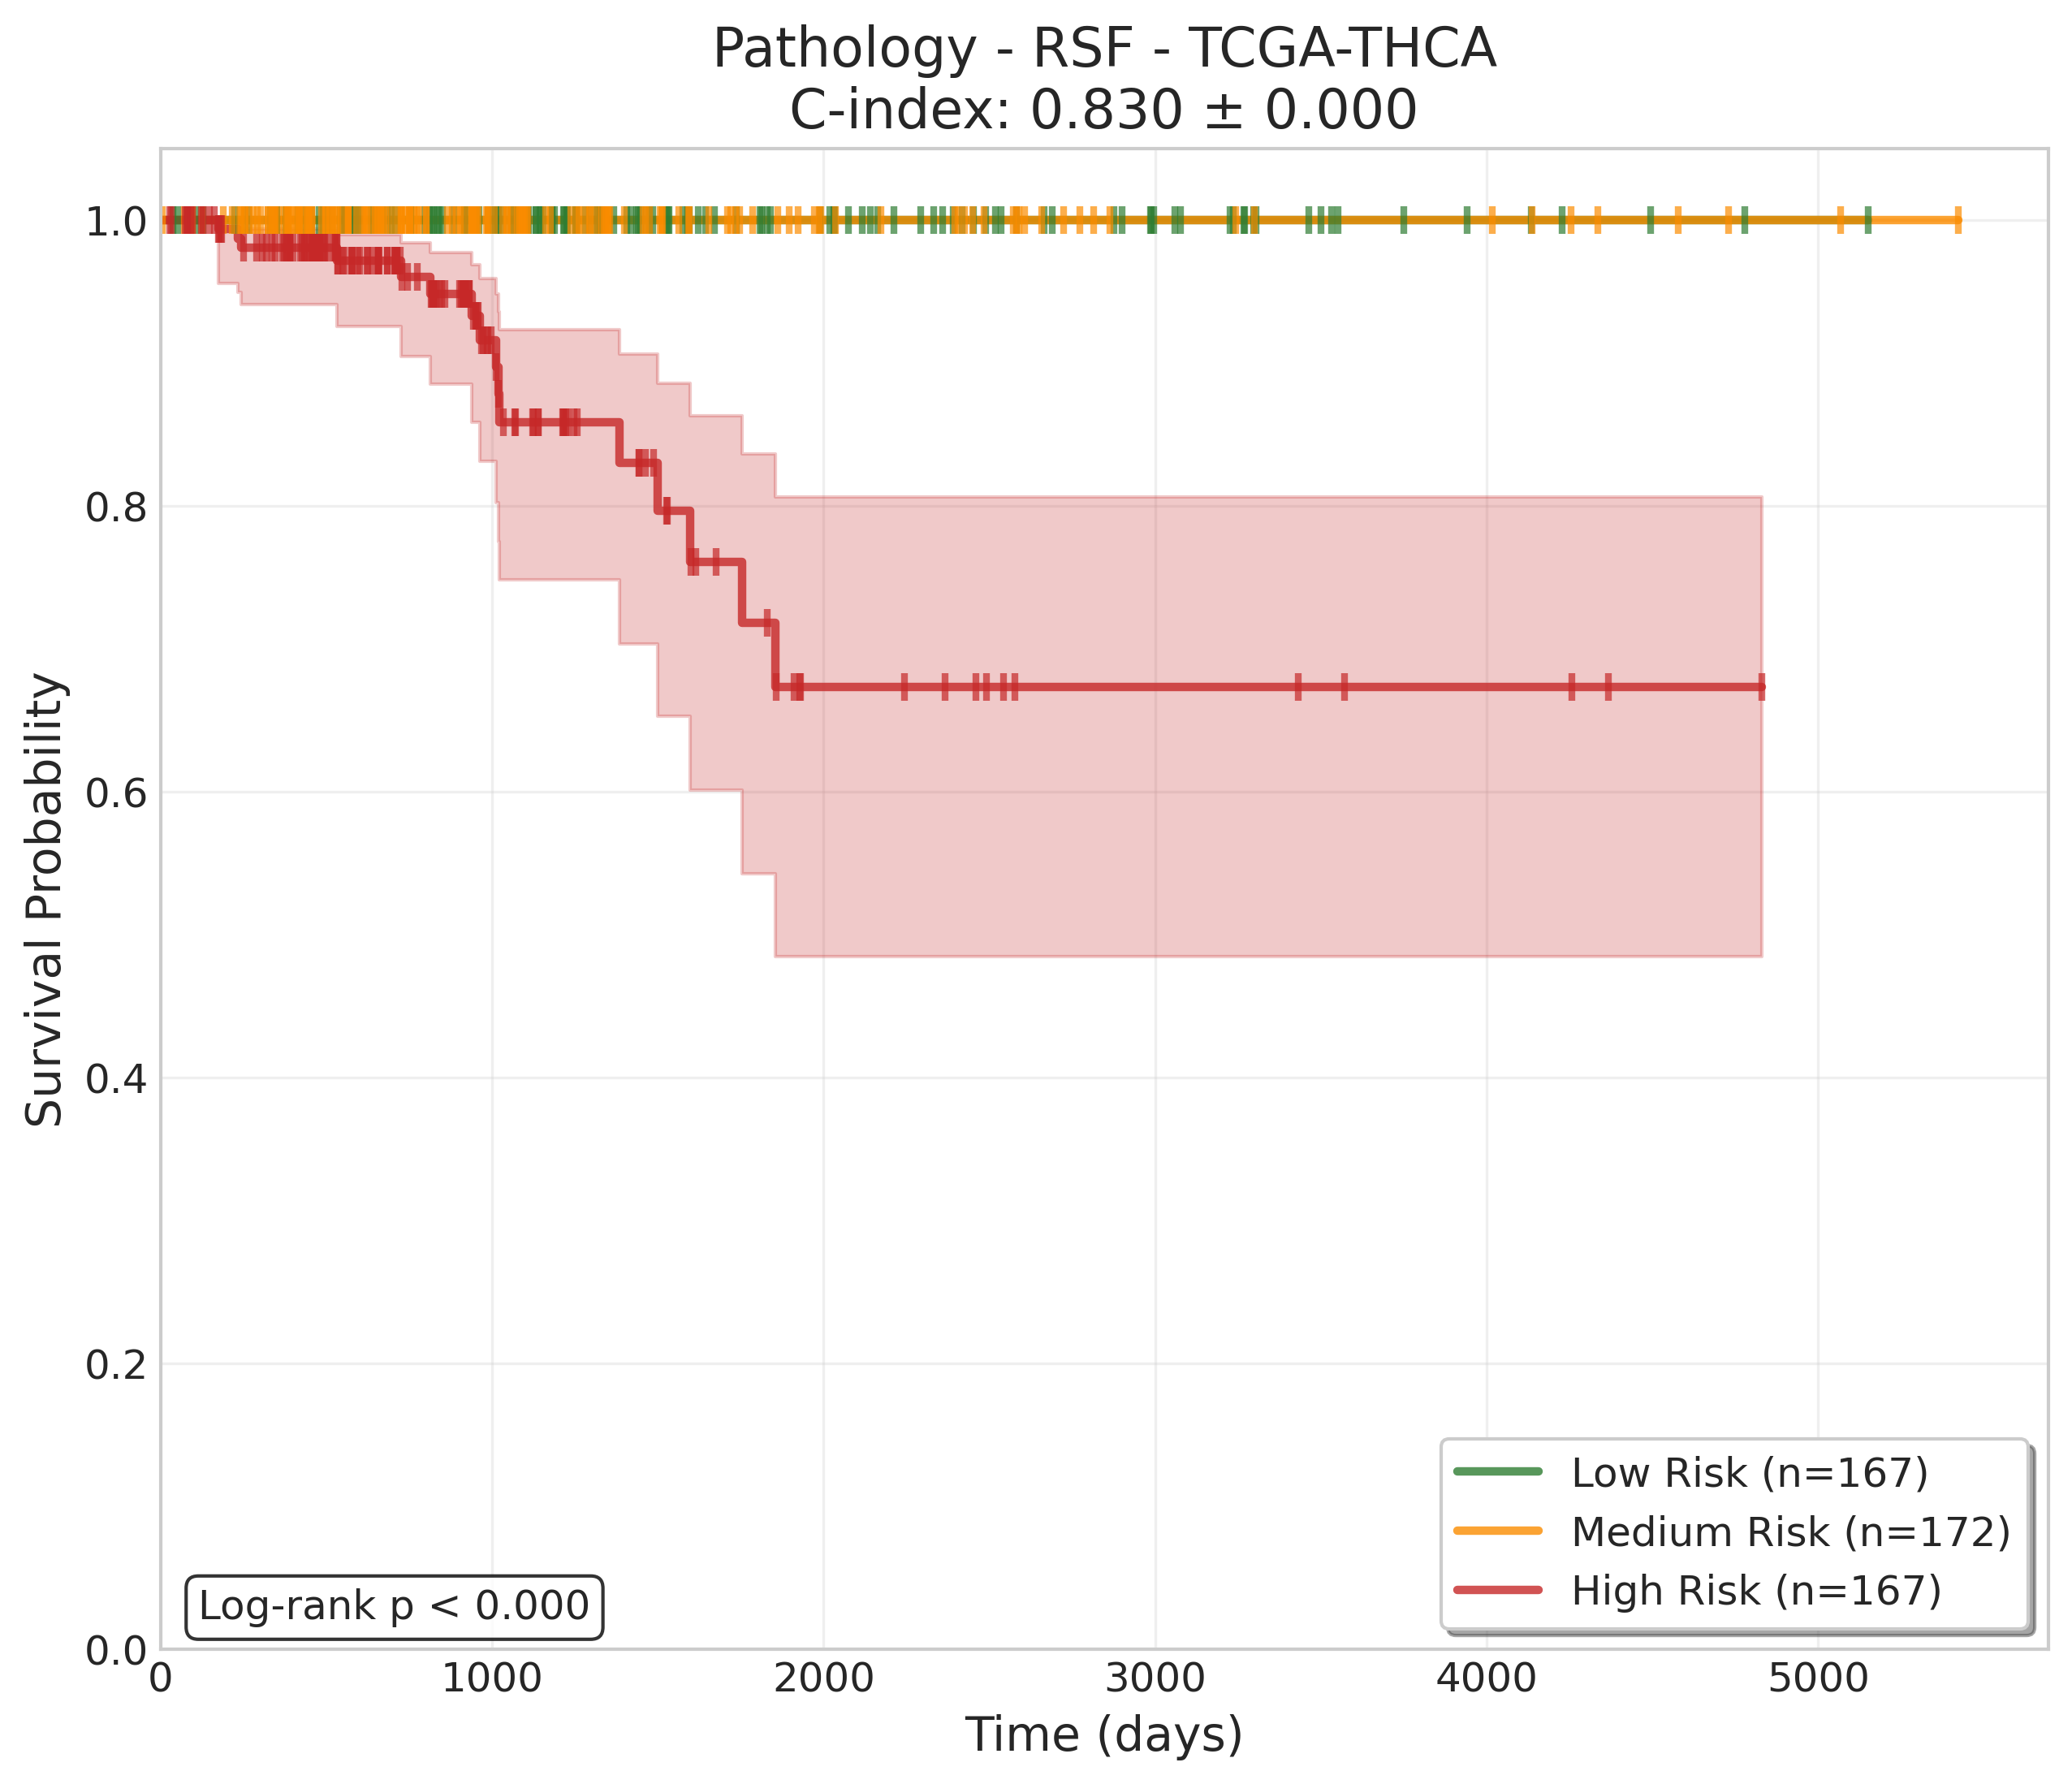 Pathology - RSF - TCGA-THCA
C-index: 0.830 ± 0.000
Survival Probability
1.0
0.8
0.6
0.4
0.2
0.0
0
1000
2000
3000
4000
5000
Time (days)
Log-rank p < 0.000
Low Risk (n=167)
Medium Risk (n=172)
High Risk (n=167)